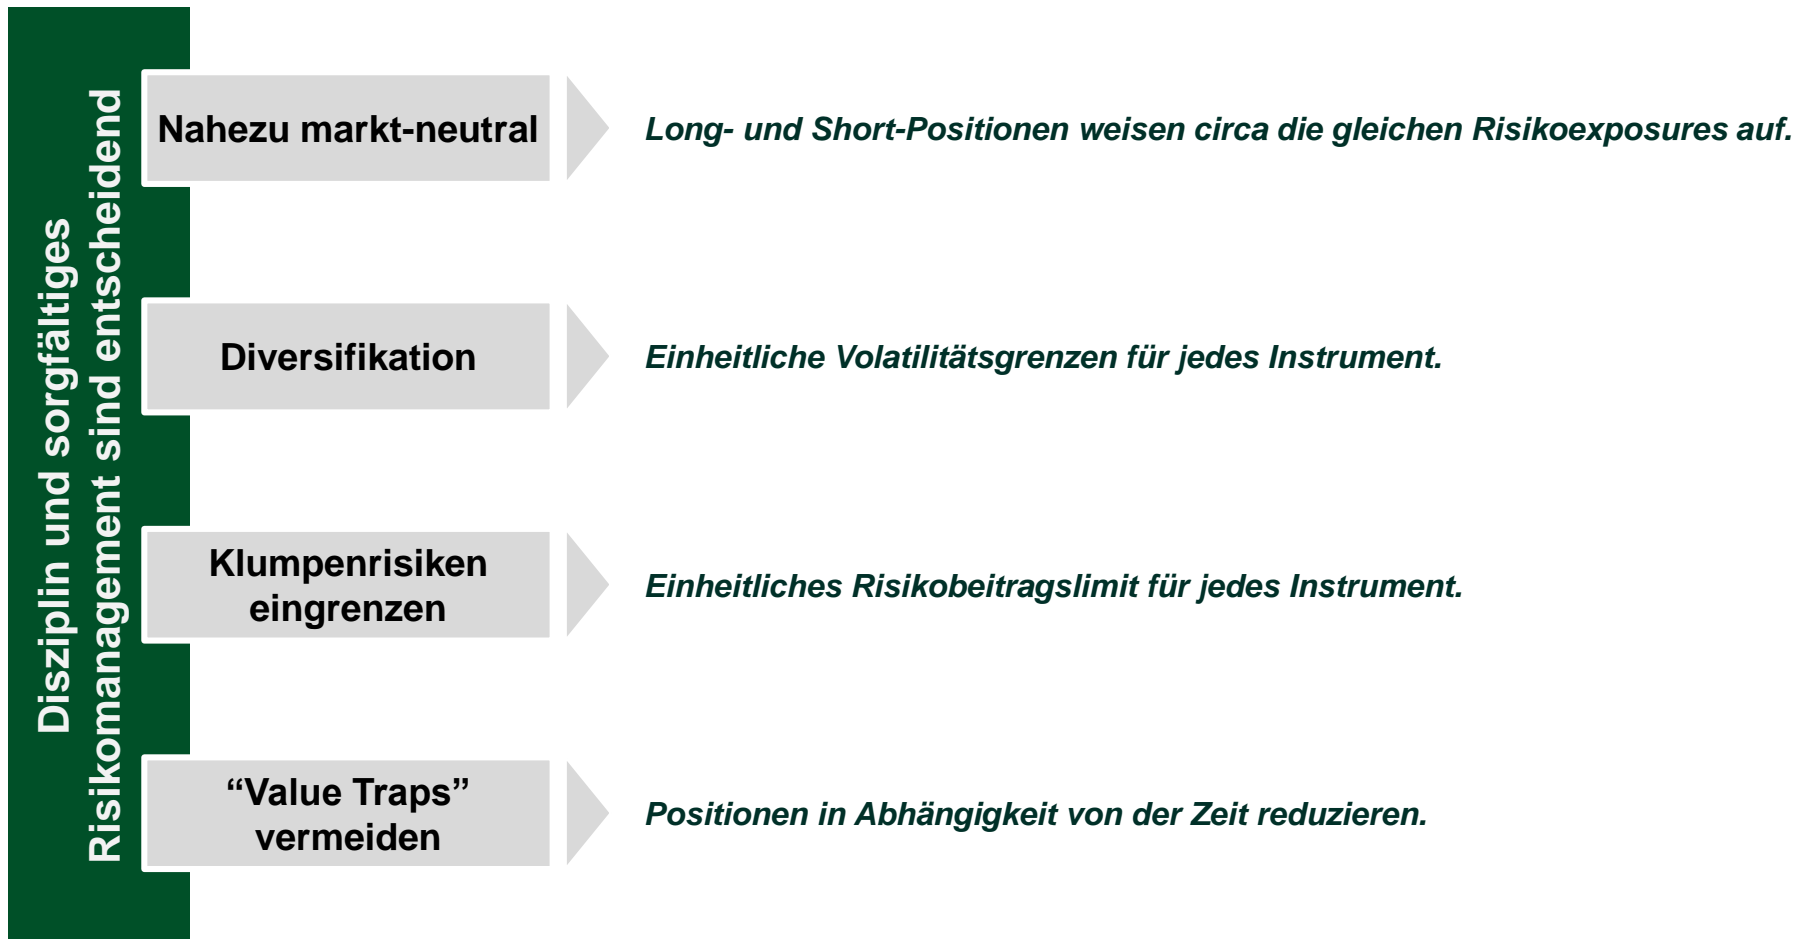 Disziplin und sorgfältiges
Risikomanagement sind entscheidend
Nahezu markt-neutral
Long- und Short-Positionen weisen circa die gleichen Risikoexposures auf.
Diversifikation
Einheitliche Volatilitätsgrenzen für jedes Instrument.
Klumpenrisiken
eingrenzen
Einheitliches Risikobeitragslimit für jedes Instrument.
“Value Traps”
vermeiden
Positionen in Abhängigkeit von der Zeit reduzieren.